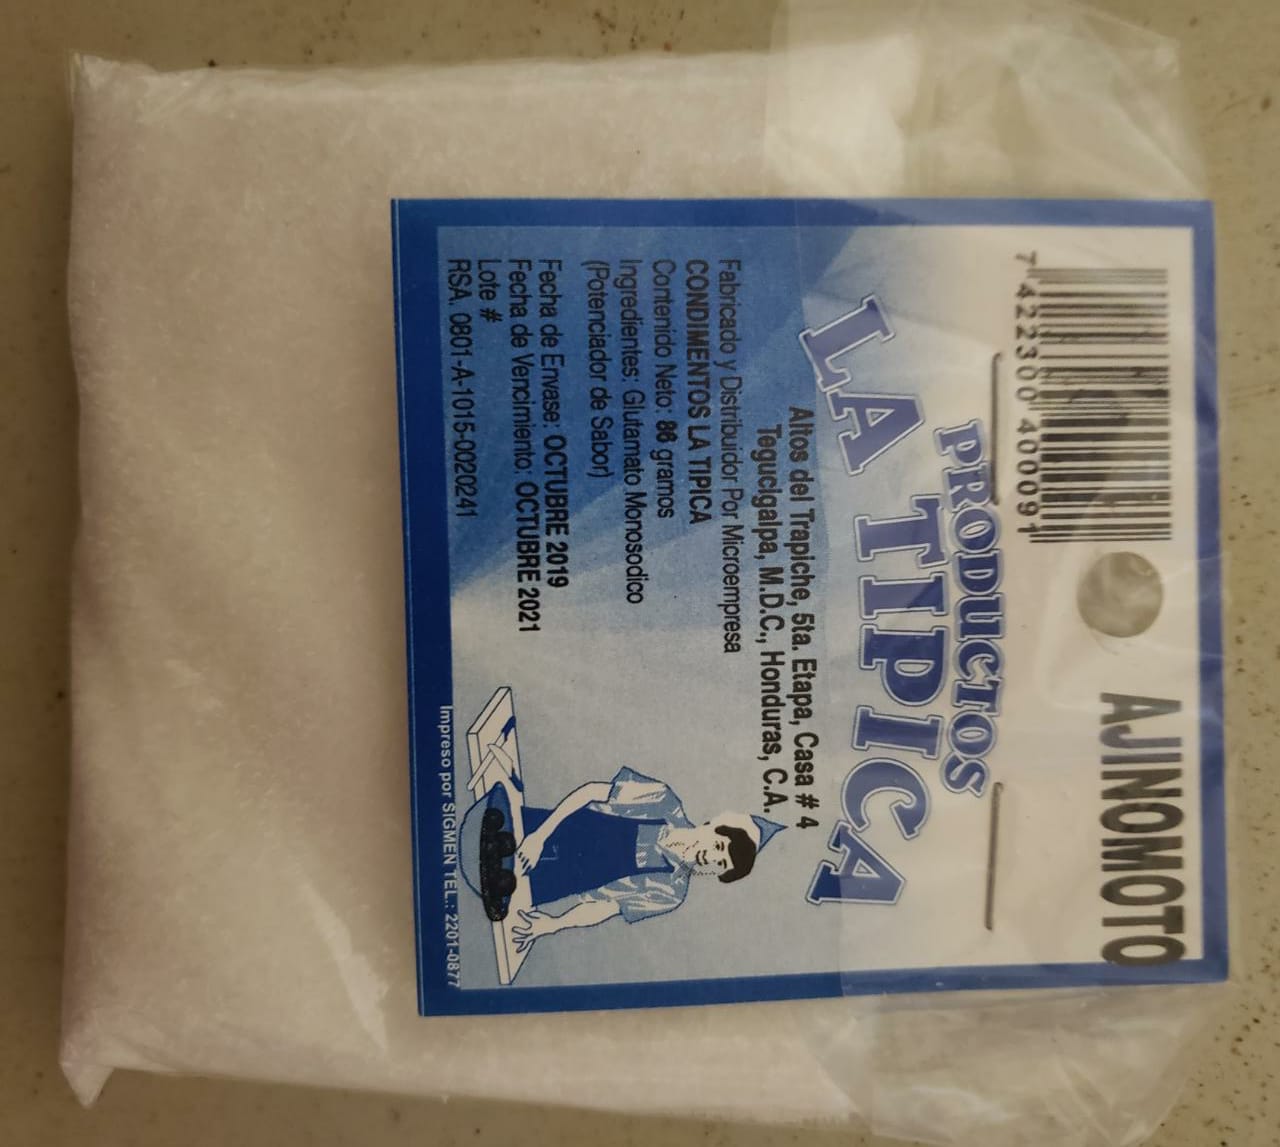 AJINOMOTO
7 422300 400091
PRODUCTOS
LA TIPICA
Altos del Trapiche, 5ta. Etapa, Casa # 4
Tegucigalpa, M.D.C., Honduras, C.A.
Fabricado y Distribuidor Por Microempresa
CONDIMENTOS LA TIPICA
Contenido Neto: 86 gramos
Ingredientes: Glutamato Monosodico
(Potenciador de Sabor)
Fecha de Envase: OCTUBRE 2019
Fecha de Vencimiento: OCTUBRE 2021
Lote #
RSA. 0801-A-1015-0020241
Impreso por SIGMEN TEL.: 2201-0877